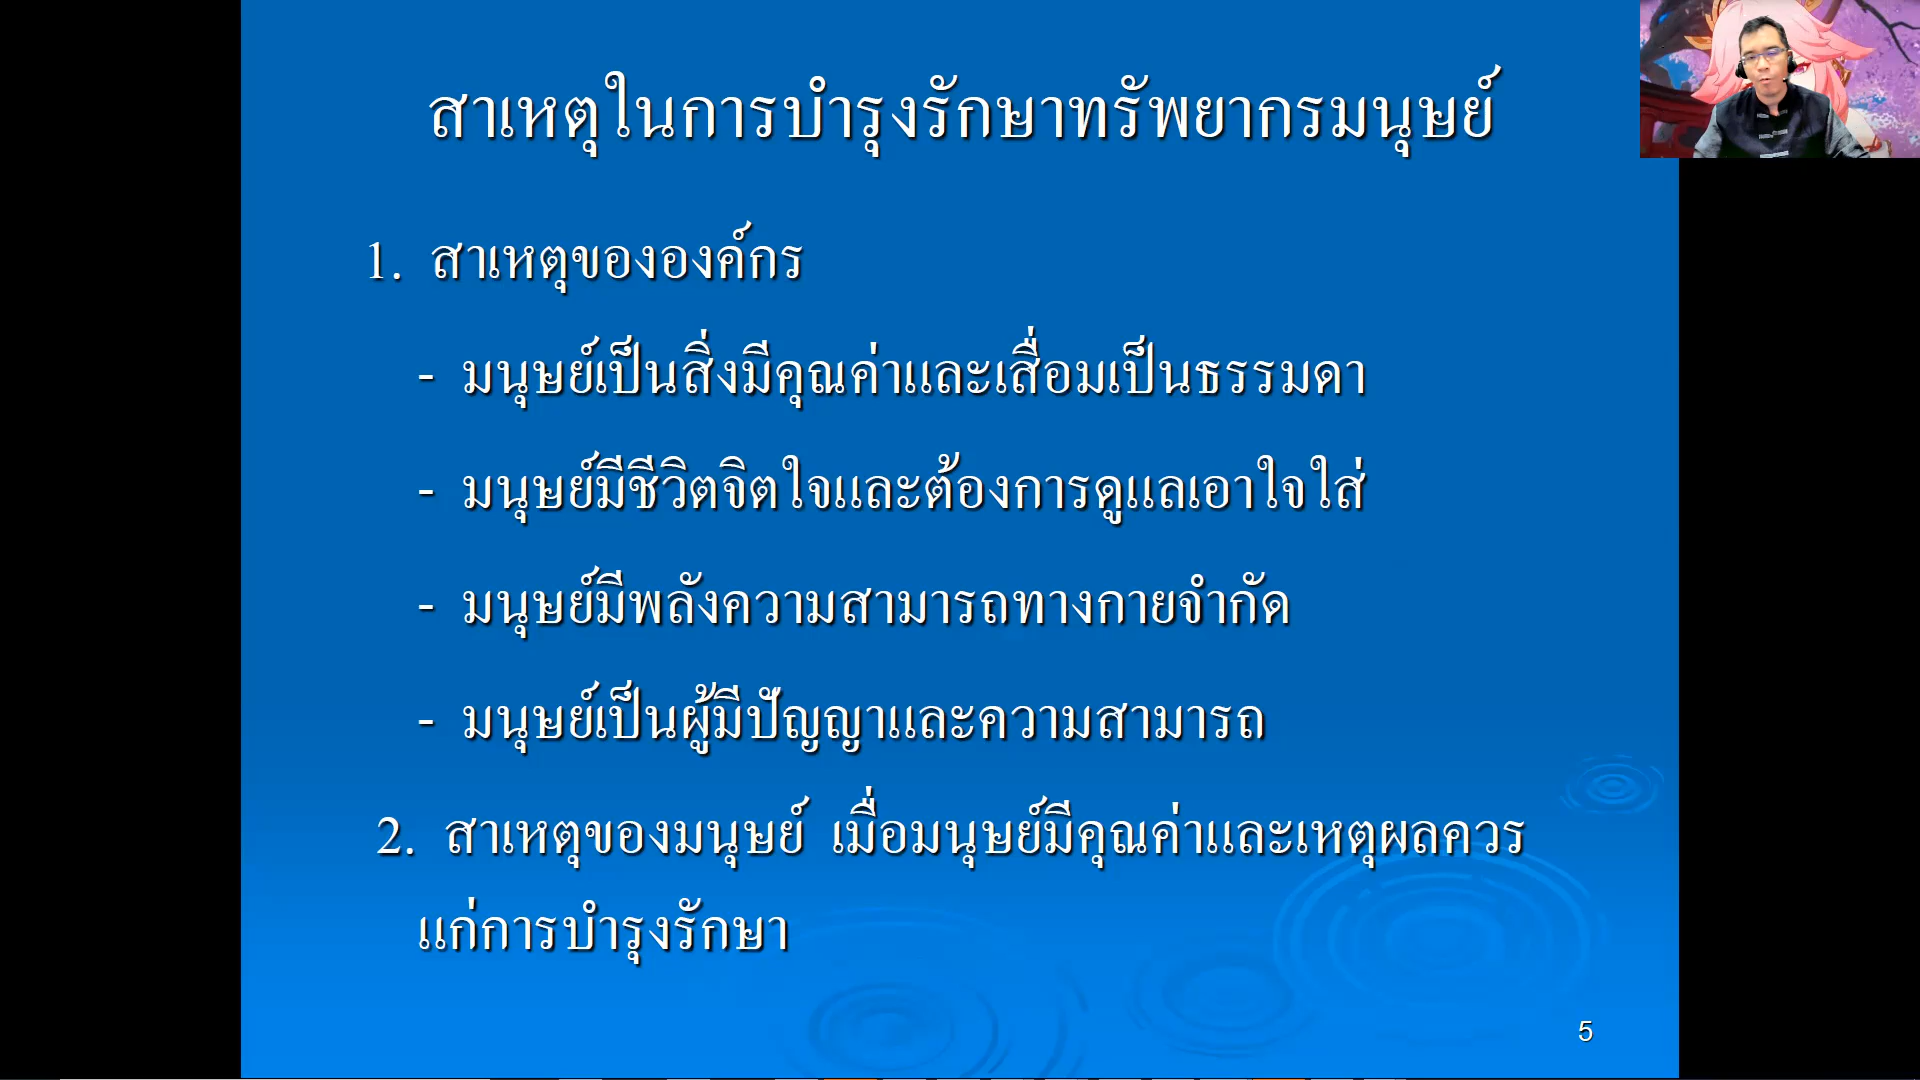 สาเหตุในการบำรุงรักษาทรัพยากรมนุษย์
1. สาเหตุขององค์กร
- มนุษย์เป็นสิ่งมีคุณค่าและเสื่อมเป็นธรรมดา
- มนุษย์มีชีวิตจิตใจและต้องการดูแลเอาใจใส่
- มนุษย์มีพลังความสามารถทางกายจำกัด
- มนุษย์เป็นผู้มีปัญญาและความสามารถ
2. สาเหตุของมนุษย์ เมื่อมนุษย์มีคุณค่าและเหตุผลควร
แก่การบำรุงรักษา
5